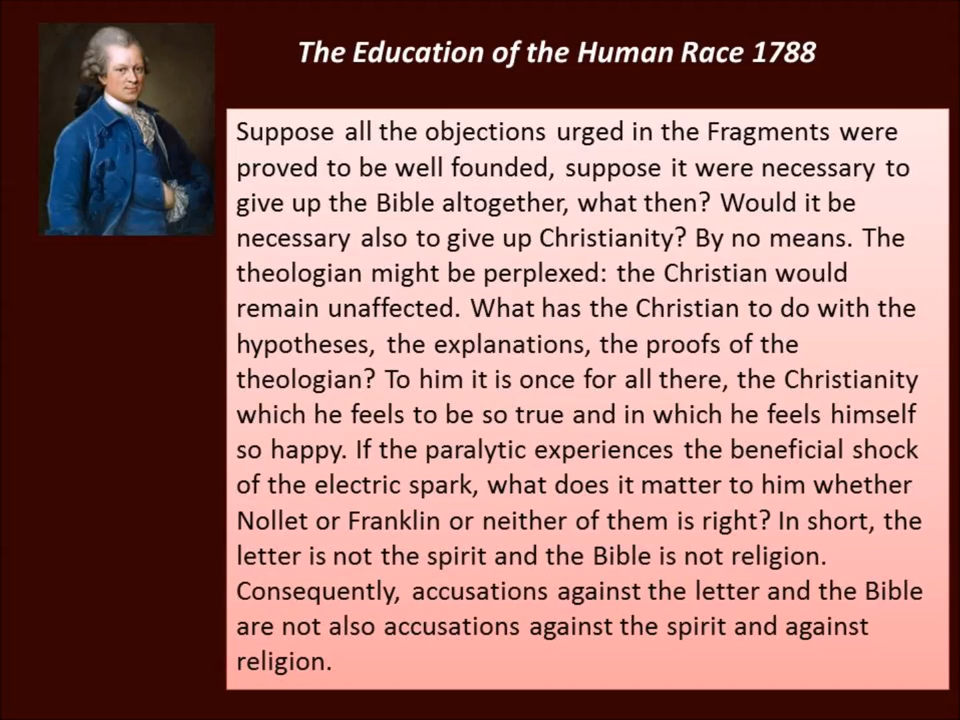 The Education of the Human Race 1788
Suppose all the objections urged in the Fragments were
proved to be well founded, suppose it were necessary to
give up the Bible altogether, what then? Would it be
necessary also to give up Christianity? By no means. The
theologian might be perplexed: the Christian would
remain unaffected. What has the Christian to do with the
hypotheses, the explanations, the proofs of the
theologian? To him it is once for all there, the Christianity
which he feels to be so true and in which he feels himself
so happy. If the paralytic experiences the beneficial shock
of the electric spark, what does it matter to him whether
Nollet or Franklin or neither of them is right? In short, the
letter is not the spirit and the Bible is not religion.
Consequently, accusations against the letter and the Bible
are not also accusations against the spirit and against
religion.